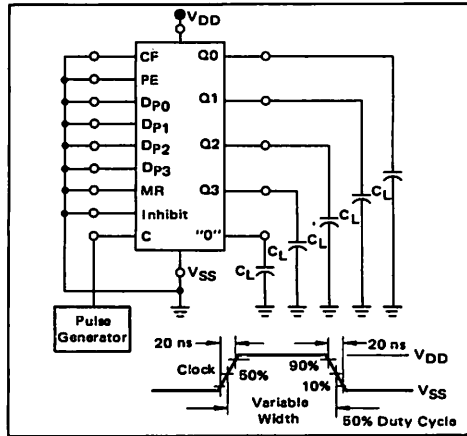 VDD
CF
PE
DP0
DP1
DP2
DP3
MR
Inhibit
C
Q0
Q1
Q2
Q3
"0"
CL
CL
CL
CL
CL
VSS
Pulse
Generator
20 ns
20 ns
Clock
50%
90%
10%
VDD
VSS
Variable
Width
50% Duty Cycle